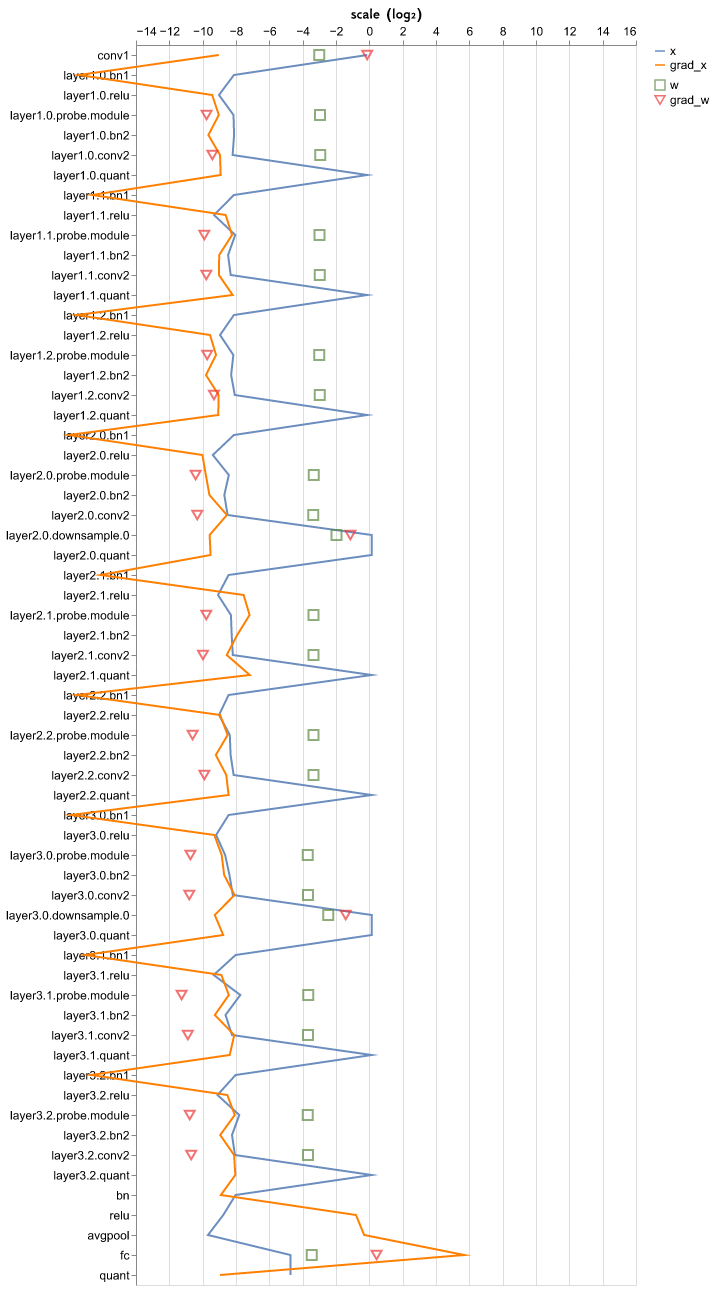 scale (log₂)
−14 −12 −10 −8 −6 −4 −2 0 2 4 6 8 10 12 14 16
x
grad_x
w
grad_w
conv1
layer1.0.bn1
layer1.0.relu
layer1.0.probe.module
layer1.0.bn2
layer1.0.conv2
layer1.0.quant
layer1.1.bn1
layer1.1.relu
layer1.1.probe.module
layer1.1.bn2
layer1.1.conv2
layer1.1.quant
layer1.2.bn1
layer1.2.relu
layer1.2.probe.module
layer1.2.bn2
layer1.2.conv2
layer1.2.quant
layer2.0.bn1
layer2.0.relu
layer2.0.probe.module
layer2.0.bn2
layer2.0.conv2
layer2.0.downsample.0
layer2.0.quant
layer2.1.bn1
layer2.1.relu
layer2.1.probe.module
layer2.1.bn2
layer2.1.conv2
layer2.1.quant
layer2.2.bn1
layer2.2.relu
layer2.2.probe.module
layer2.2.bn2
layer2.2.conv2
layer2.2.quant
layer3.0.bn1
layer3.0.relu
layer3.0.probe.module
layer3.0.bn2
layer3.0.conv2
layer3.0.downsample.0
layer3.0.quant
layer3.1.bn1
layer3.1.relu
layer3.1.probe.module
layer3.1.bn2
layer3.1.conv2
layer3.1.quant
layer3.2.bn1
layer3.2.relu
layer3.2.probe.module
layer3.2.bn2
layer3.2.conv2
layer3.2.quant
bn
relu
avgpool
fc
quant